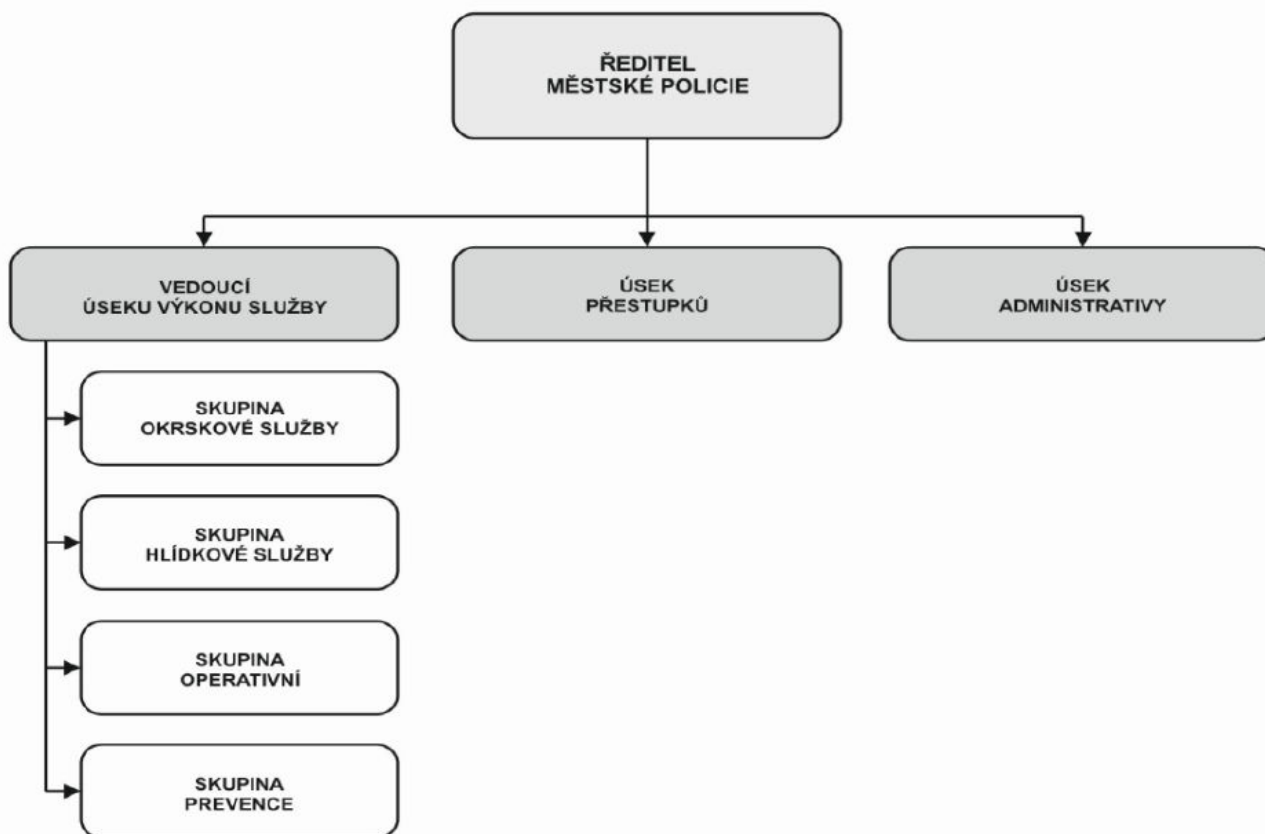 ŘEDITEL
MĚSTSKÉ POLICIE
VEDOUCÍ
ÚSEKU VÝKONU SLUŽBY
ÚSEK
PŘESTUPKŮ
ÚSEK
ADMINISTRATIVY
SKUPINA
OKRSKOVÉ SLUŽBY
SKUPINA
HLÍDKOVÉ SLUŽBY
SKUPINA
OPERATIVNÍ
SKUPINA
PREVENCE